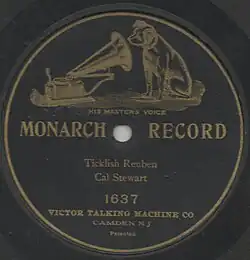 HIS MASTER'S VOICE
MONARCH RECORD
Ticklish Reuben
Cal Stewart
1637
VICTOR TALKING MACHINE CO
CAMDEN N J
Patented